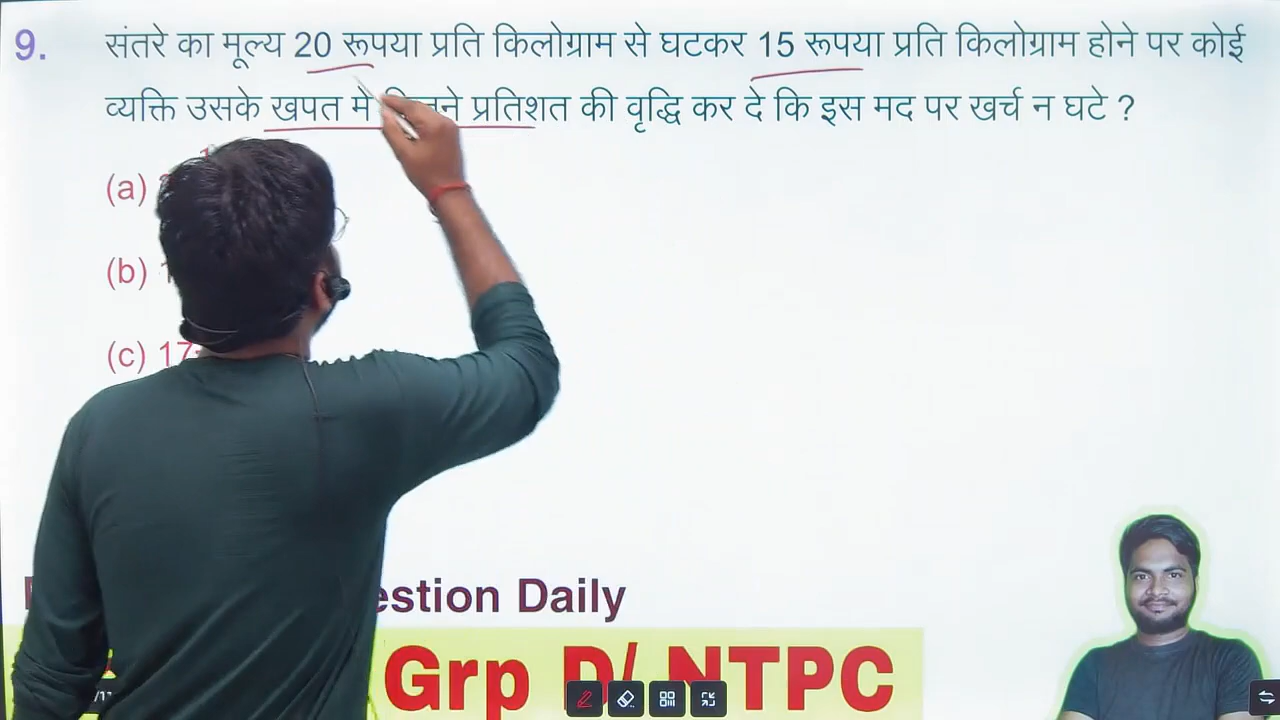 9. संतरे का मूल्य 20 रूपया प्रति किलोग्राम से घटकर 15 रूपया प्रति किलोग्राम होने पर कोई
व्यक्ति उसके खपत में प्रतिशत की वृद्धि कर दे कि इस मद पर खर्च न घटे ?
(a)
(b)
(c) 17
estion Daily
Grp D/ NTPC